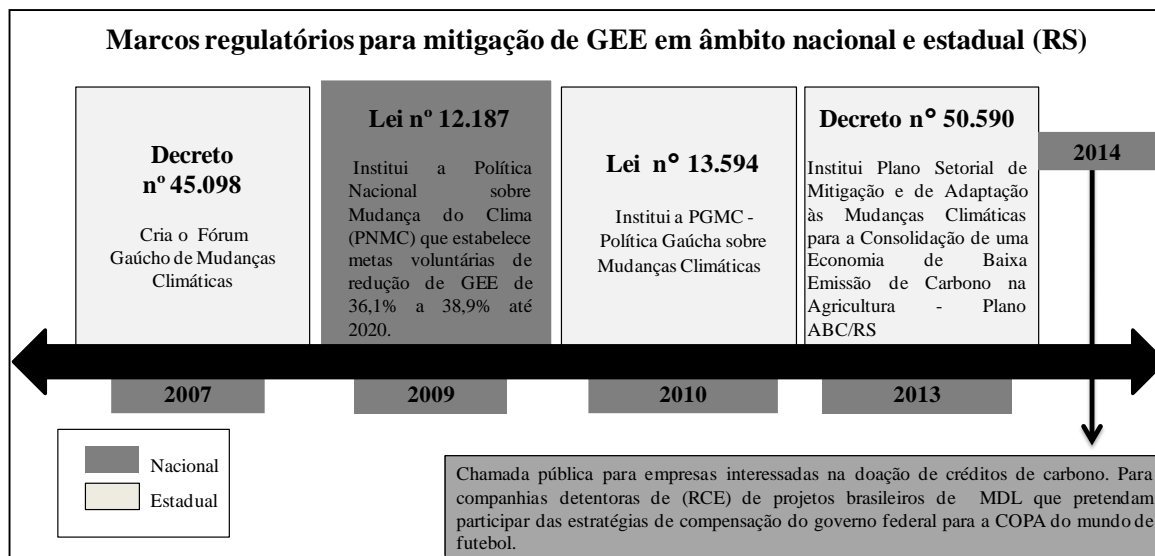 Marcos regulatórios para mitigação de GEE em âmbito nacional e estadual (RS)
Decreto
nº 45.098
Cria o Fórum
Gaúcho de Mudanças
Climáticas
Lei nº 12.187
Institui a Política
Nacional sobre
Mudança do Clima
(PNMC) que estabelece
metas voluntárias de
redução de GEE de
36,1% a 38,9% até
2020.
Lei n° 13.594
Institui a PGMC -
Política Gaúcha sobre
Mudanças Climáticas
Decreto n° 50.590
Institui Plano Setorial de
Mitigação e de Adaptação
às Mudanças Climáticas
para a Consolidação de uma
Economia de Baixa
Emissão de Carbono na
Agricultura - Plano
ABC/RS
2014
2007
2009
2010
2013
Nacional
Estadual
Chamada pública para empresas interessadas na doação de créditos de carbono. Para
companhias detentoras de (RCE) de projetos brasileiros de MDL que pretendam
participar das estratégias de compensação do governo federal para a COPA do mundo de
futebol.